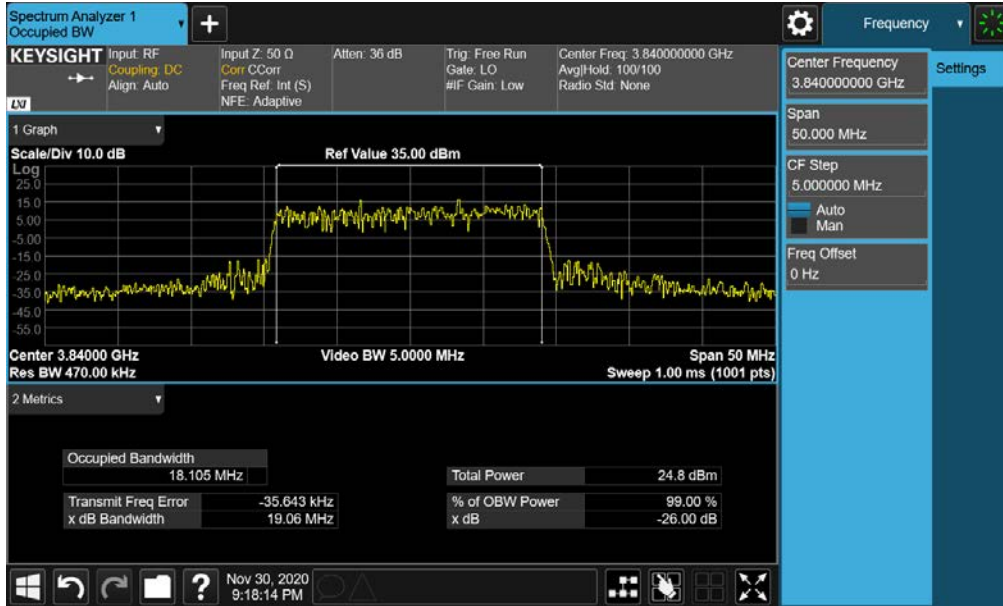 Spectrum Analyzer 1
Occupied BW
+
Frequency
KEYSIGHT
LXI
Input: RF
Coupling: DC
Align: Auto
Input Z: 50 Ω
Corr CCorr
Freq Ref: Int (S)
NFE: Adaptive
Atten: 36 dB
Trig: Free Run
Gate: LO
#IF Gain: Low
Center Freq: 3.840000000 GHz
Avg|Hold: 100/100
Radio Std: None
Center Frequency
3.840000000 GHz
Settings
Span
50.000 MHz
CF Step
5.000000 MHz
Auto
Man
Freq Offset
0 Hz
1 Graph
Scale/Div 10.0 dB
Ref Value 35.00 dBm
Log
25.0
15.0
5.00
-5.00
-15.0
-25.0
-35.0
-45.0
-55.0
Center 3.84000 GHz
Video BW 5.0000 MHz
Span 50 MHz
Res BW 470.00 kHz
Sweep 1.00 ms (1001 pts)
2 Metrics
Occupied Bandwidth
18.105 MHz
Total Power 24.8 dBm
Transmit Freq Error -35.643 kHz
% of OBW Power 99.00 %
x dB Bandwidth 19.06 MHz
x dB -26.00 dB
?
Nov 30, 2020
9:18:14 PM